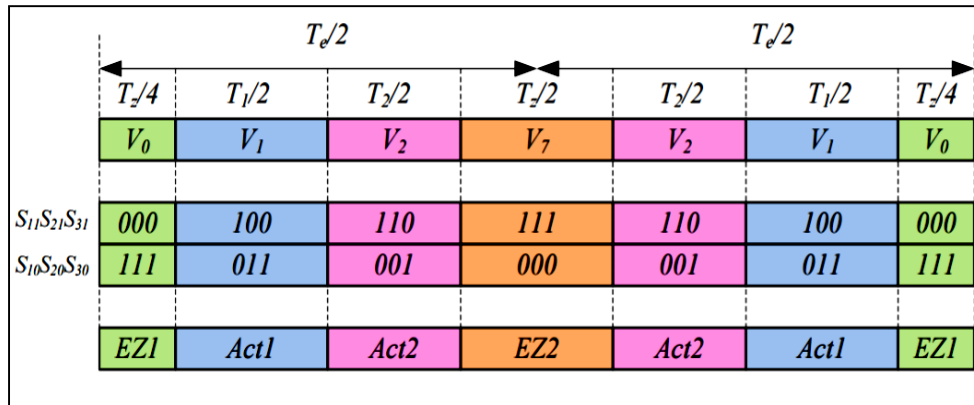 Te/2 Te/2
Tz/4 T1/2 T2/2 Tz/2 T2/2 T1/2 Tz/4
V0 V1 V2 V7 V2 V1 V0
S11S21S31 000 100 110 111 110 100 000
S10S20S30 111 011 001 000 001 011 111
EZ1 Act1 Act2 EZ2 Act2 Act1 EZ1